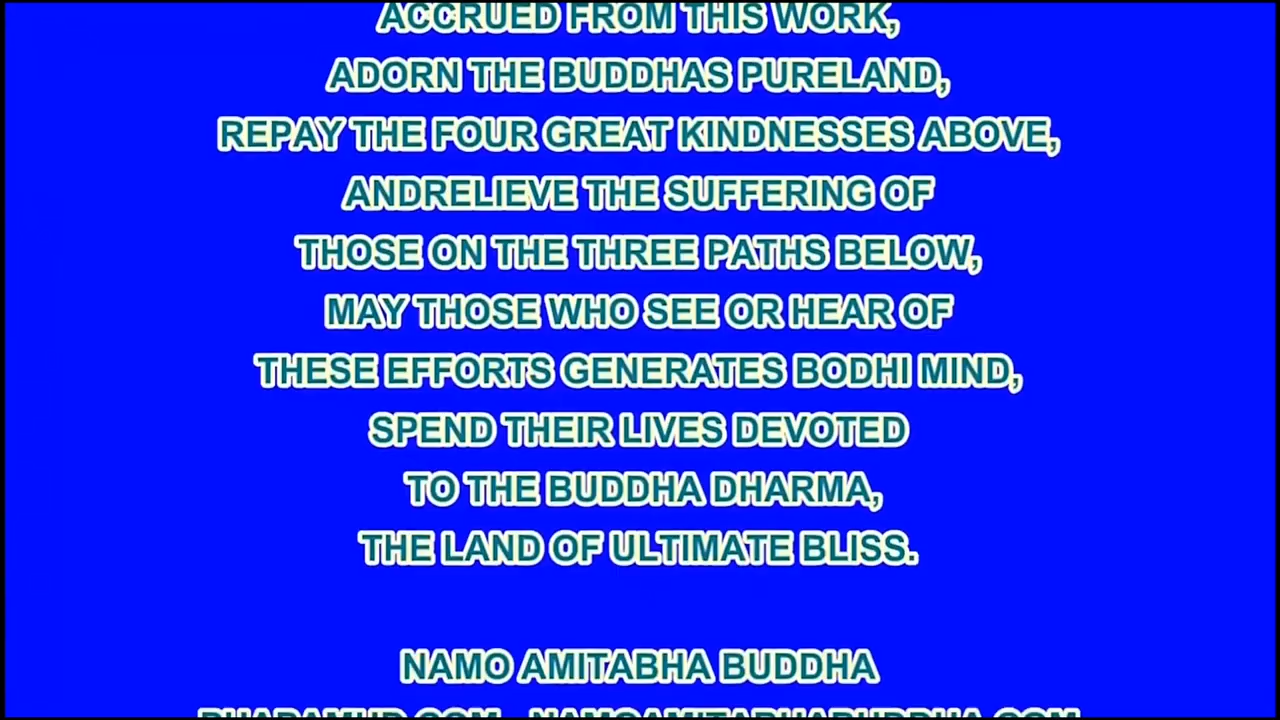 ACCRUED FROM THIS WORK,
ADORN THE BUDDHAS PURELAND,
REPAY THE FOUR GREAT KINDNESSES ABOVE,
ANDRELIEVE THE SUFFERING OF
THOSE ON THE THREE PATHS BELOW,
MAY THOSE WHO SEE OR HEAR OF
THESE EFFORTS GENERATES BODHI MIND,
SPEND THEIR LIVES DEVOTED
TO THE BUDDHA DHARMA,
THE LAND OF ULTIMATE BLISS.
NAMO AMITABHA BUDDHA